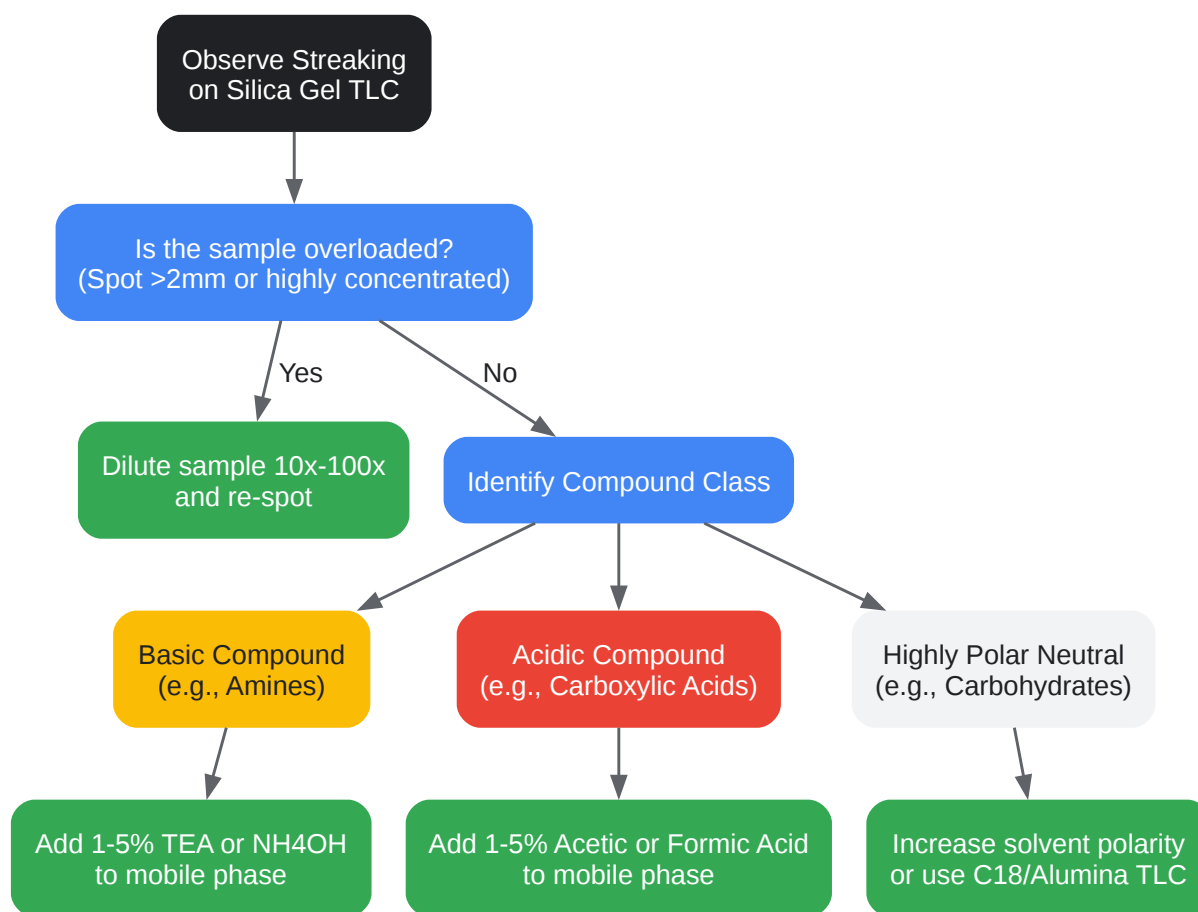 Observe Streaking
on Silica Gel TLC
Is the sample overloaded?
(Spot >2mm or highly concentrated)
Yes
No
Dilute sample 10x-100x
and re-spot
Identify Compound Class
Basic Compound
(e.g., Amines)
Acidic Compound
(e.g., Carboxylic Acids)
Highly Polar Neutral
(e.g., Carbohydrates)
Add 1-5% TEA or NH4OH
to mobile phase
Add 1-5% Acetic or Formic Acid
to mobile phase
Increase solvent polarity
or use C18/Alumina TLC